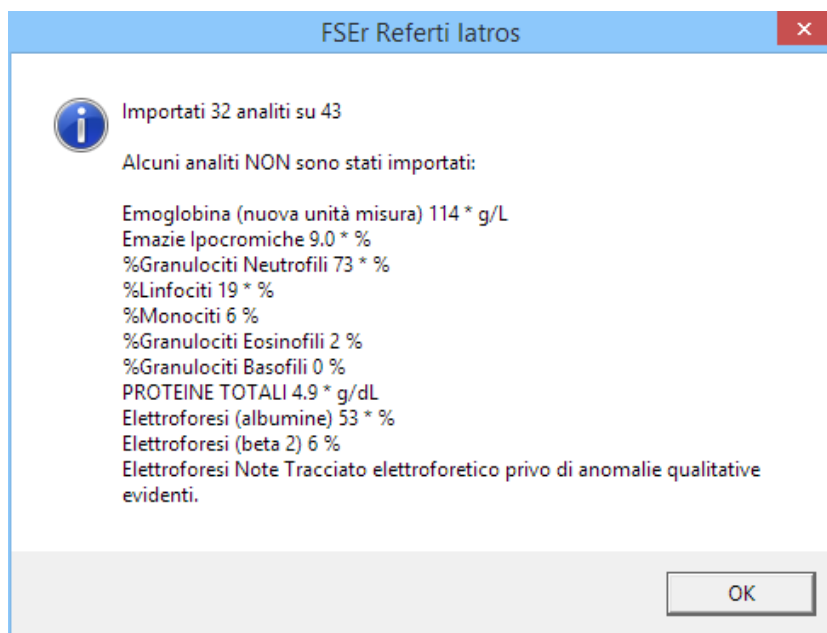 FSEr Referti Iatros
Importati 32 analiti su 43
Alcuni analiti NON sono stati importati:
Emoglobina (nuova unità misura) 114 * g/L
Emazie Ipocromiche 9.0 * %
%Granulociti Neutrofili 73 * %
%Linfociti 19 * %
%Monociti 6 %
%Granulociti Eosinofili 2 %
%Granulociti Basofili 0 %
PROTEINE TOTALI 4.9 * g/dL
Elettroforesi (albumine) 53 * %
Elettroforesi (beta 2) 6 %
Elettroforesi Note Tracciato elettroforetico privo di anomalie qualitative
evidenti.
OK